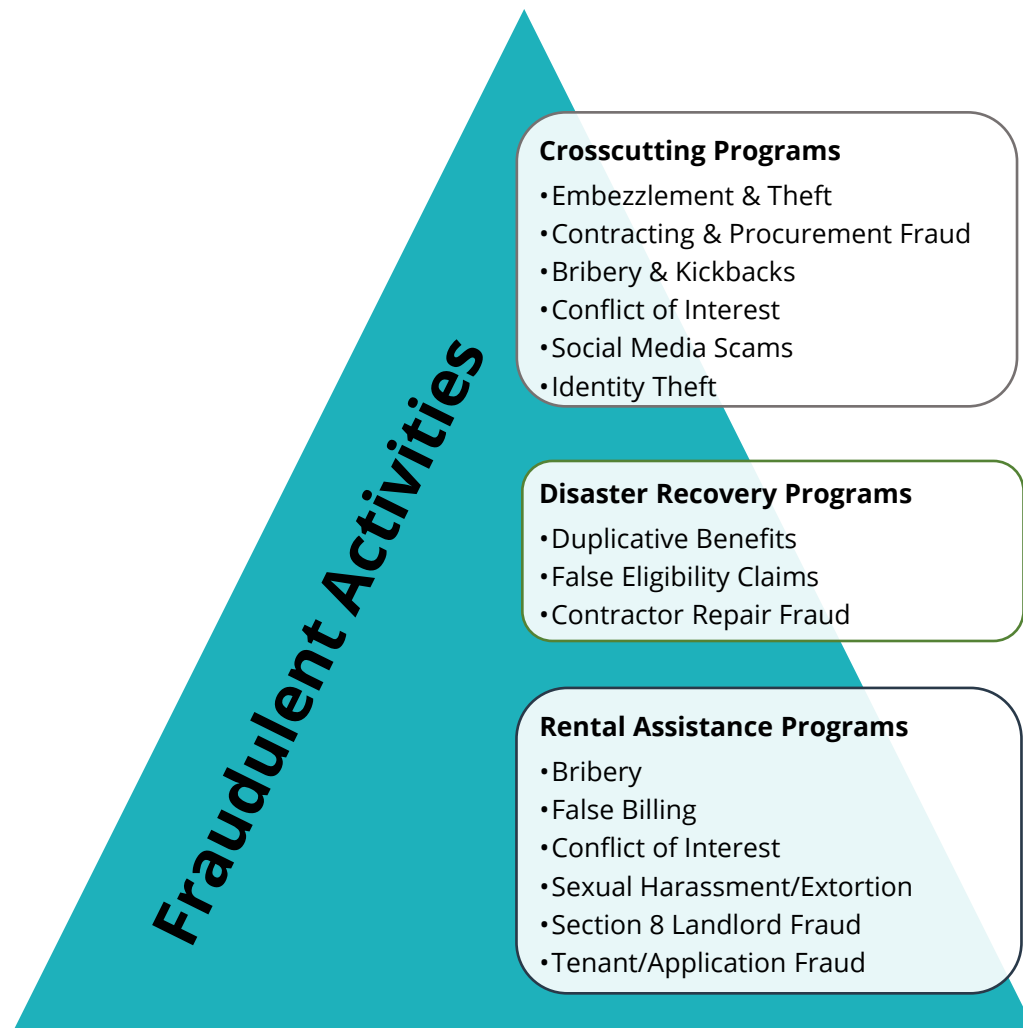 Fraudulent Activities
Crosscutting Programs
•Embezzlement & Theft
•Contracting & Procurement Fraud
•Bribery & Kickbacks
•Conflict of Interest
•Social Media Scams
•Identity Theft
Disaster Recovery Programs
•Duplicative Benefits
•False Eligibility Claims
•Contractor Repair Fraud
Rental Assistance Programs
•Bribery
•False Billing
•Conflict of Interest
•Sexual Harassment/Extortion
•Section 8 Landlord Fraud
•Tenant/Application Fraud